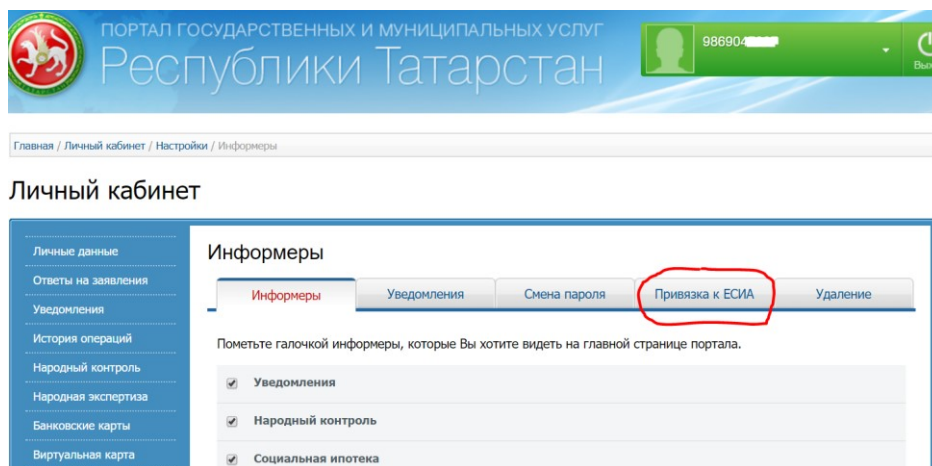 ПОРТАЛ ГОСУДАРСТВЕННЫХ И МУНИЦИПАЛЬНЫХ УСЛУГ
Республики Татарстан
986904
Главная / Личный кабинет / Настройки / Информеры
Личный кабинет
Личные данные
Ответы на заявления
Уведомления
История операций
Народный контроль
Народная экспертиза
Банковские карты
Виртуальная карта
Информеры
Информеры Уведомления Смена пароля Привязка к ЕСИА Удаление
Пометьте галочкой информеры, которые Вы хотите видеть на главной странице портала.
Уведомления
Народный контроль
Социальная ипотека